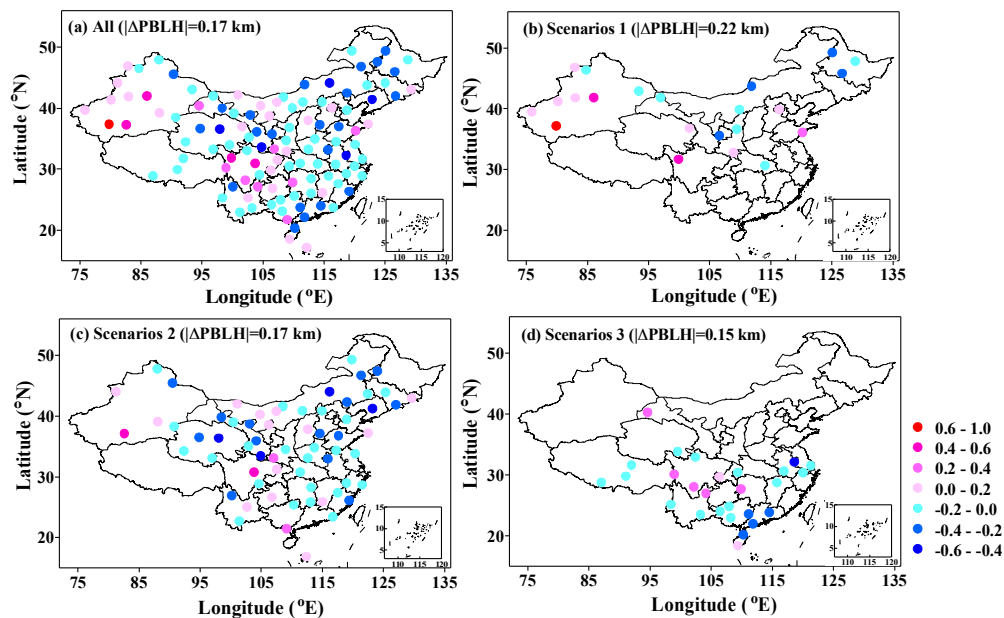 (a) All (|ΔPBLH|=0.17 km)
50
40
30
20
Latitude (°N)
15
10
5
110 120
75 85 95 105 115 125 135
Longitude (°E)
(b) Scenarios 1 (|ΔPBLH|=0.22 km)
50
40
30
20
Latitude (°N)
15
10
5
110 120
75 85 95 105 115 125 135
Longitude (°E)
(c) Scenarios 2 (|ΔPBLH|=0.17 km)
50
40
30
20
Latitude (°N)
15
10
5
110 120
75 85 95 105 115 125 135
Longitude (°E)
(d) Scenarios 3 (|ΔPBLH|=0.15 km)
50
40
30
20
Latitude (°N)
15
10
5
110 120
75 85 95 105 115 125 135
Longitude (°E)
0.6 - 1.0
0.4 - 0.6
0.2 - 0.4
0.0 - 0.2
-0.2 - 0.0
-0.4 - -0.2
-0.6 - -0.4